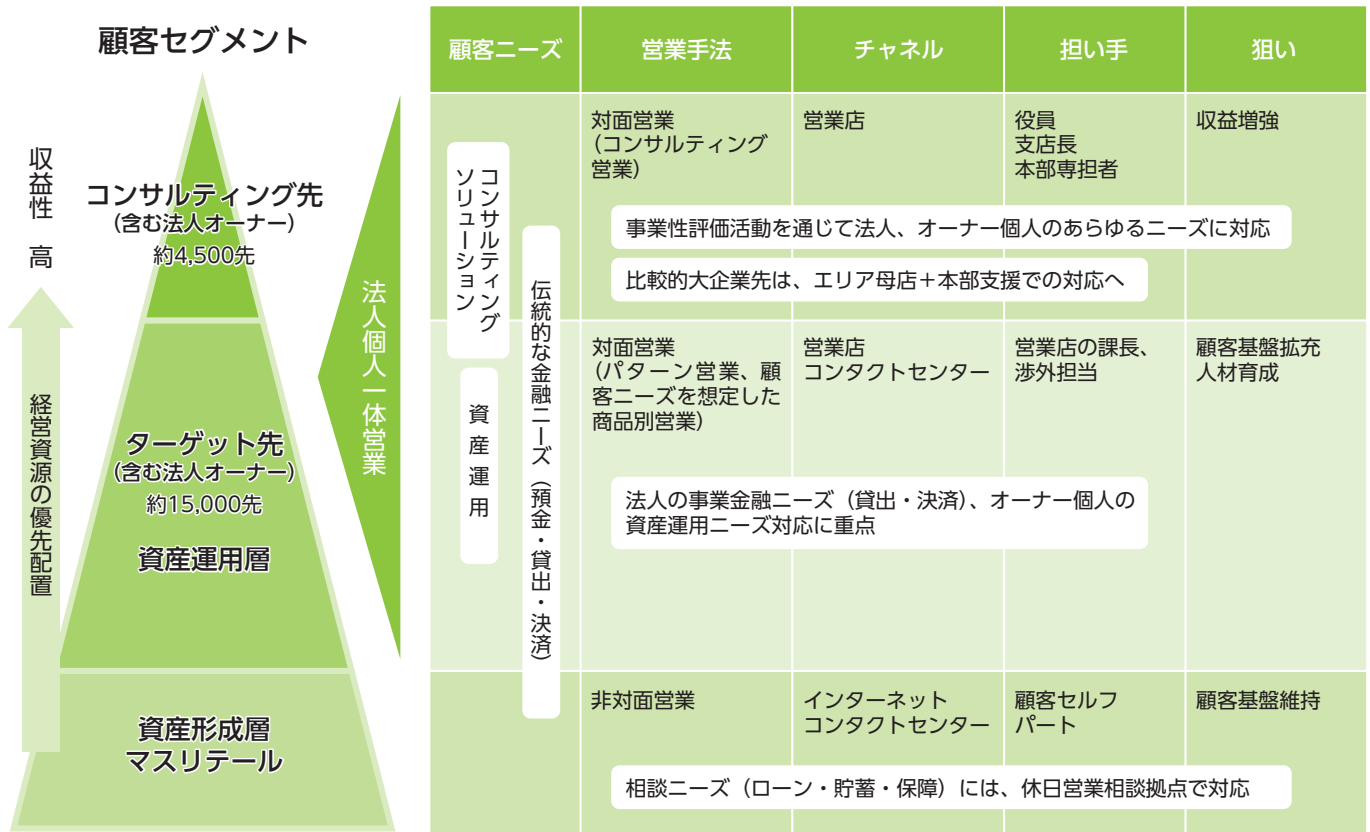 顧客セグメント
収益性 高
経営資源の優先配置
コンサルティング先
(含む法人オーナー)
約4,500先
ターゲット先
(含む法人オーナー)
約15,000先
資産運用層
資産形成層
マスリテール
法人個人一体営業
顧客ニーズ
営業手法
チャネル
担い手
狙い
コンサルティング
ソリューション
資産運用
伝統的な金融ニーズ（預金・貸出・決済）
対面営業
(コンサルティング
営業)
営業店
役員
支店長
本部専担者
収益増強
事業性評価活動を通じて法人、オーナー個人のあらゆるニーズに対応
比較的大企業先は、エリア母店＋本部支援での対応へ
対面営業
(パターン営業、顧
客ニーズを想定した
商品別営業)
営業店
コンタクトセンター
営業店の課長、
渉外担当
顧客基盤拡充
人材育成
法人の事業金融ニーズ（貸出・決済）、オーナー個人の
資産運用ニーズ対応に重点
非対面営業
インターネット
コンタクトセンター
顧客セルフ
パート
顧客基盤維持
相談ニーズ（ローン・貯蓄・保障）には、休日営業相談拠点で対応